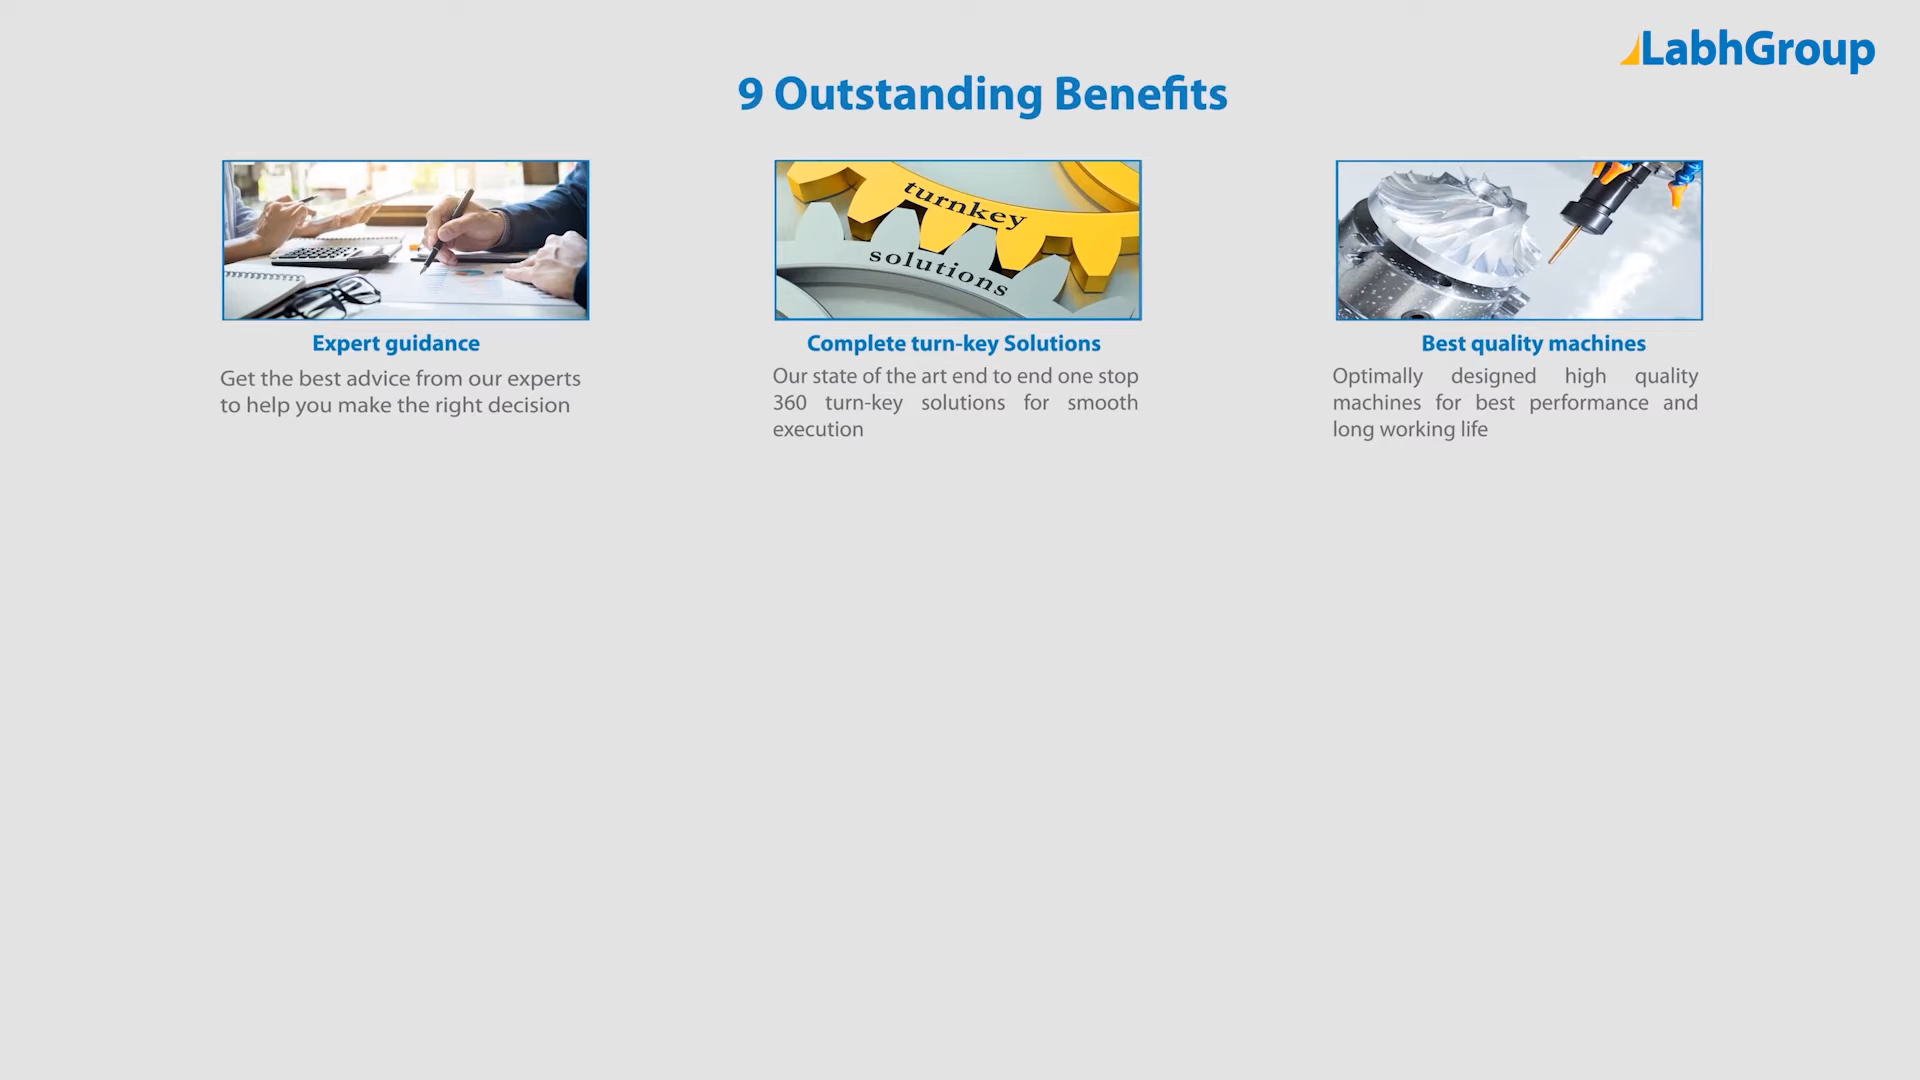 LabhGroup
9 Outstanding Benefits
turnkey
solutions
Expert guidance
Get the best advice from our experts
to help you make the right decision
Complete turn-key Solutions
Our state of the art end to end one stop
360 turn-key solutions for smooth
execution
Best quality machines
Optimally designed high quality
machines for best performance and
long working life